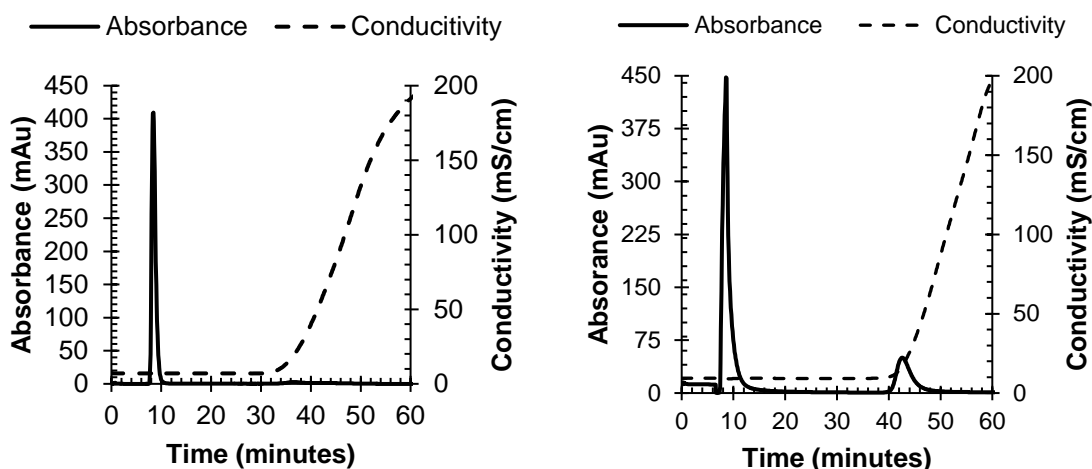 Absorbance Conducitivity
450
400
350
300
250
200
150
100
50
0
Absorbance (mAu)
200
150
100
50
0
Conductivity (mS/cm)
0 10 20 30 40 50 60
Time (minutes)
Absorbance Conductivity
450
375
300
225
150
75
0
Absorance (mAu)
200
150
100
50
0
Conductivity (mS/cm)
0 10 20 30 40 50 60
Time (minutes)